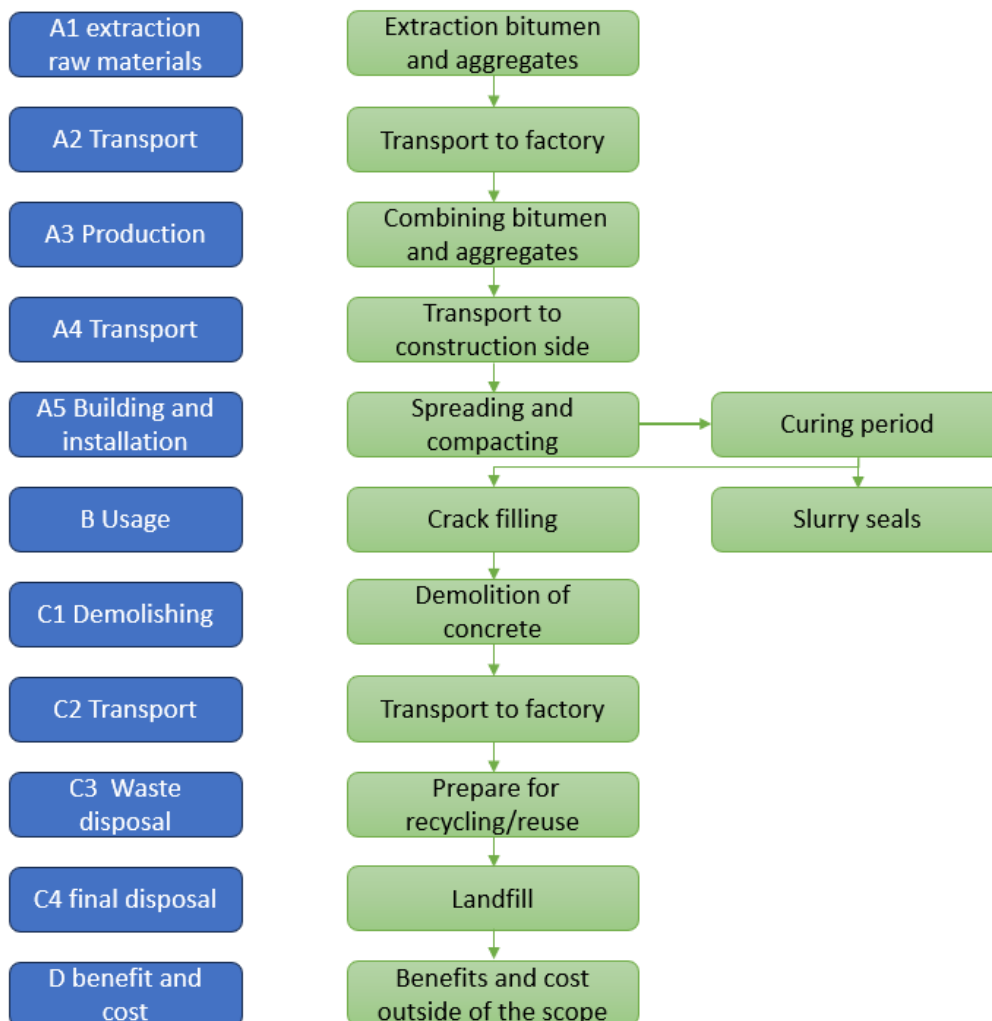 A1 extraction
raw materials
Extraction bitumen
and aggregates
A2 Transport
Transport to factory
A3 Production
Combining bitumen
and aggregates
A4 Transport
Transport to
construction side
A5 Building and
installation
Spreading and
compacting
Curing period
B Usage
Crack filling
Slurry seals
C1 Demolishing
Demolition of
concrete
C2 Transport
Transport to factory
C3  Waste
disposal
Prepare for
recycling/reuse
C4 final disposal
Landfill
D benefit and
cost
Benefits and cost
outside of the scope